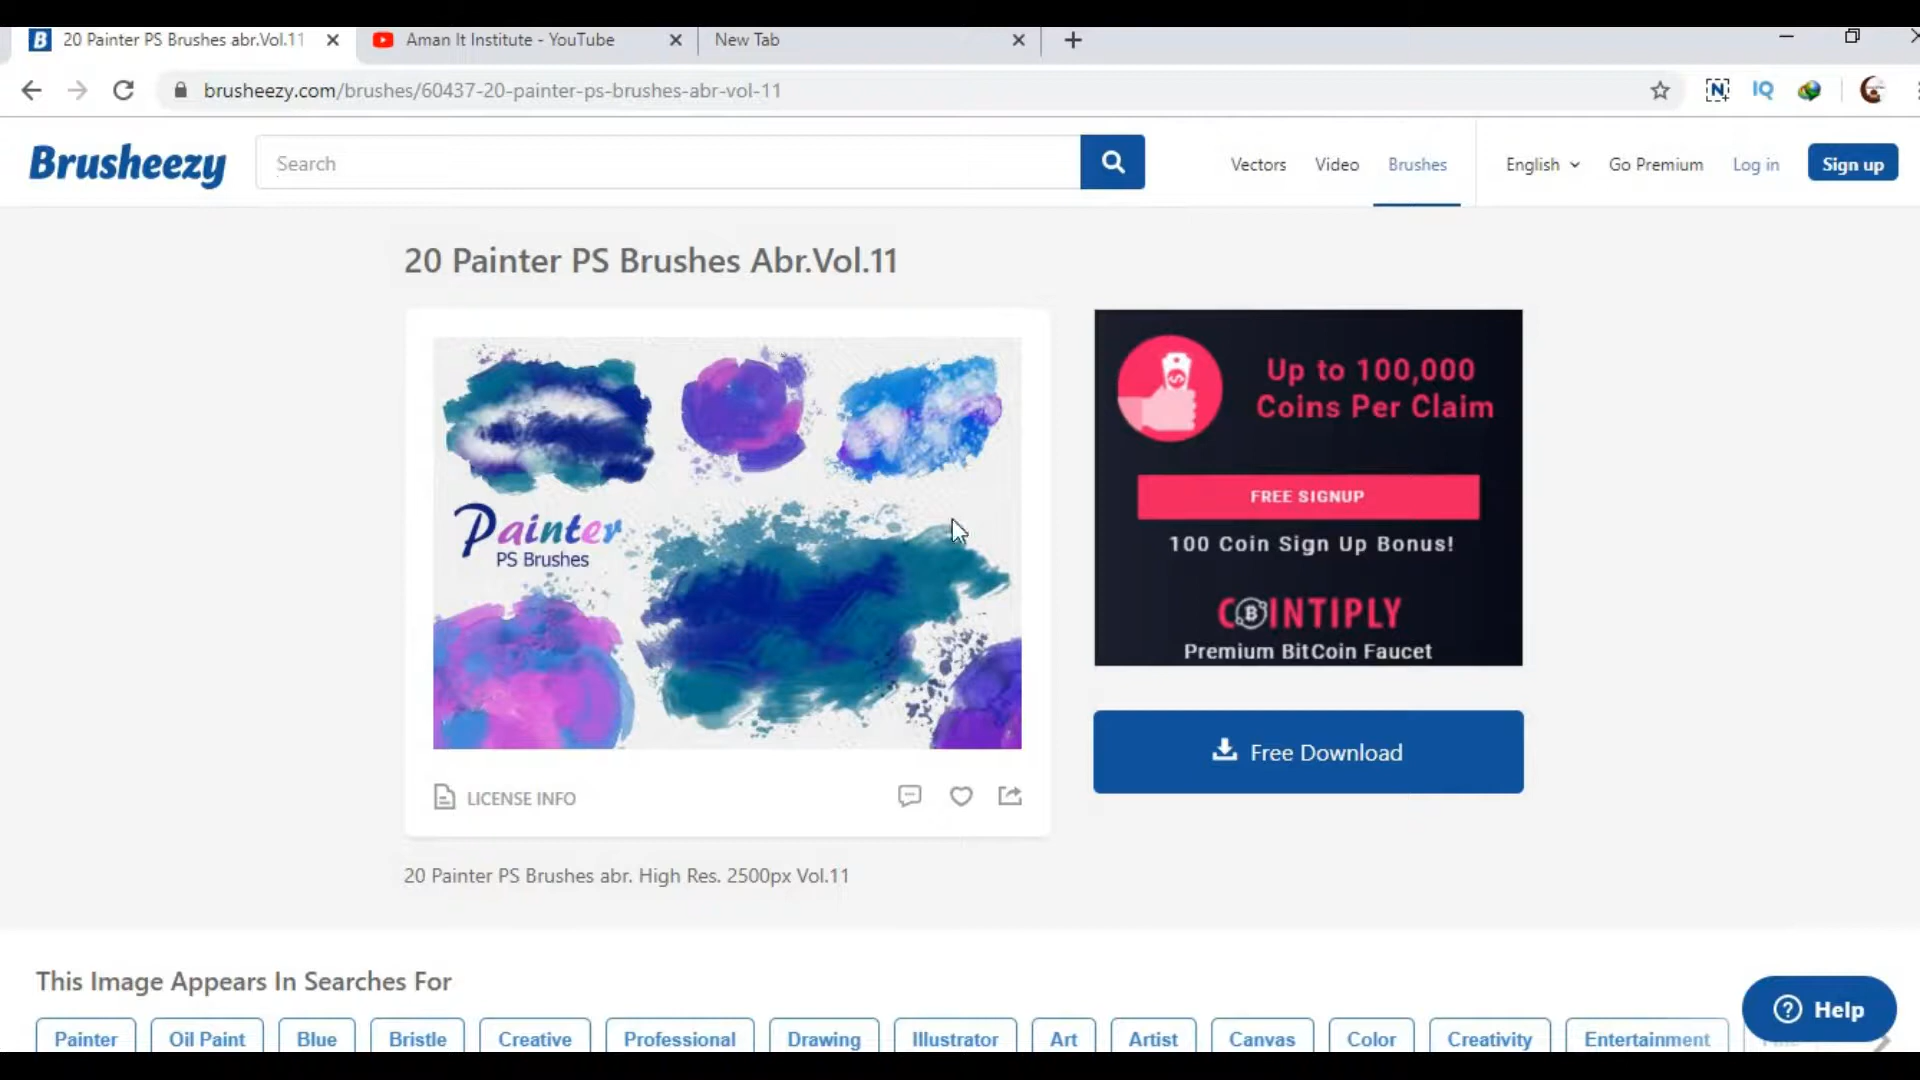 20 Painter PS Brushes abr.Vol.11
Aman It Institute - YouTube
New Tab
brusheezy.com/brushes/60437-20-painter-ps-brushes-abr-vol-11
N
IQ
Brusheezy
Search
Vectors
Video
Brushes
English
Go Premium
Log in
Sign up
20 Painter PS Brushes Abr.Vol.11
Painter
PS Brushes
Up to 100,000
Coins Per Claim
FREE SIGNUP
100 Coin Sign Up Bonus!
COINTIPLY
Premium BitCoin Faucet
Free Download
LICENSE INFO
20 Painter PS Brushes abr. High Res. 2500px Vol.11
This Image Appears In Searches For
Help
Painter
Oil Paint
Blue
Bristle
Creative
Professional
Drawing
Illustrator
Art
Artist
Canvas
Color
Creativity
Entertainment